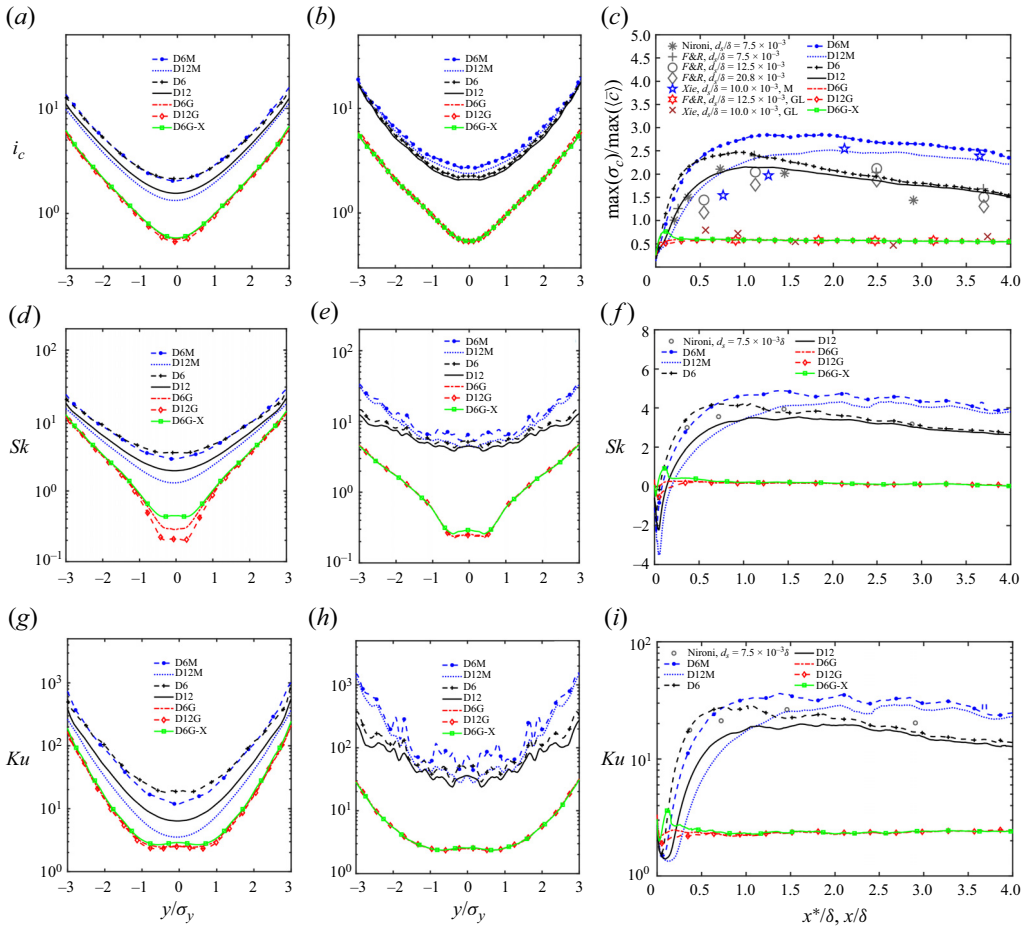 (a)
i_c
10^1
10^0
D6M
D12M
D6
D12
D6G
D12G
D6G-X
−3 −2 −1 0 1 2 3
(b)
10^1
10^0
D6M
D12M
D6
D12
D6G
D12G
D6G-X
−3 −2 −1 0 1 2 3
(c)
max(σ_c)/max(⟨c⟩)
5.0
4.5
4.0
3.5
3.0
2.5
2.0
1.5
1.0
0.5
Nironi, d_s/δ = 7.5 × 10^−3
F&R, d_s/δ = 7.5 × 10^−3
F&R, d_s/δ = 12.5 × 10^−3
F&R, d_s/δ = 20.8 × 10^−3
Xie, d_s/δ = 10.0 × 10^−3, M
F&R, d_s/δ = 12.5 × 10^−3, GL
Xie, d_s/δ = 10.0 × 10^−3, GL
D6M
D12M
D6
D12
D6G
D12G
D6G-X
0 0.5 1.0 1.5 2.0 2.5 3.0 3.5 4.0
(d)
Sk
10^2
10^1
10^0
10^−1
D6M
D12M
D6
D12
D6G
D12G
D6G-X
−3 −2 −1 0 1 2 3
(e)
10^2
10^1
10^0
10^−1
D6M
D12M
D6
D12
D6G
D12G
D6G-X
−3 −2 −1 0 1 2 3
(f)
Sk
8
6
4
2
0
−2
−4
Nironi, d_s = 7.5 × 10^−3δ
D6M
D12M
D6
D12
D6G
D12G
D6G-X
0 0.5 1.0 1.5 2.0 2.5 3.0 3.5 4.0
(g)
Ku
10^3
10^2
10^1
10^0
D6M
D12M
D6
D12
D6G
D12G
D6G-X
−3 −2 −1 0 1 2 3
y/σ_y
(h)
10^3
10^2
10^1
10^0
D6M
D12M
D6
D12
D6G
D12G
D6G-X
−3 −2 −1 0 1 2 3
y/σ_y
(i)
Ku
10^2
10^1
10^0
Nironi, d_s = 7.5 × 10^−3δ
D6M
D12M
D6
D12
D6G
D12G
D6G-X
0 0.5 1.0 1.5 2.0 2.5 3.0 3.5 4.0
x*/δ, x/δ